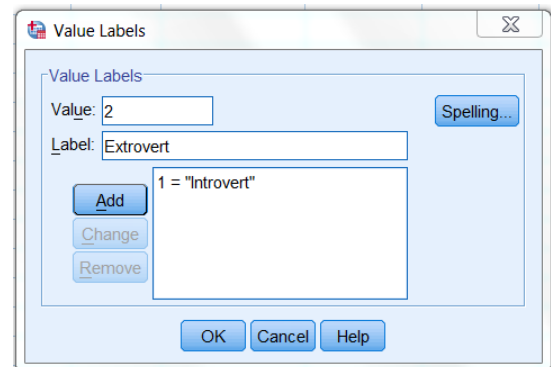 Value Labels
Value Labels
Value: 2
Spelling...
Label: Extrovert
1 = "Introvert"
Add
Change
Remove
OK Cancel Help